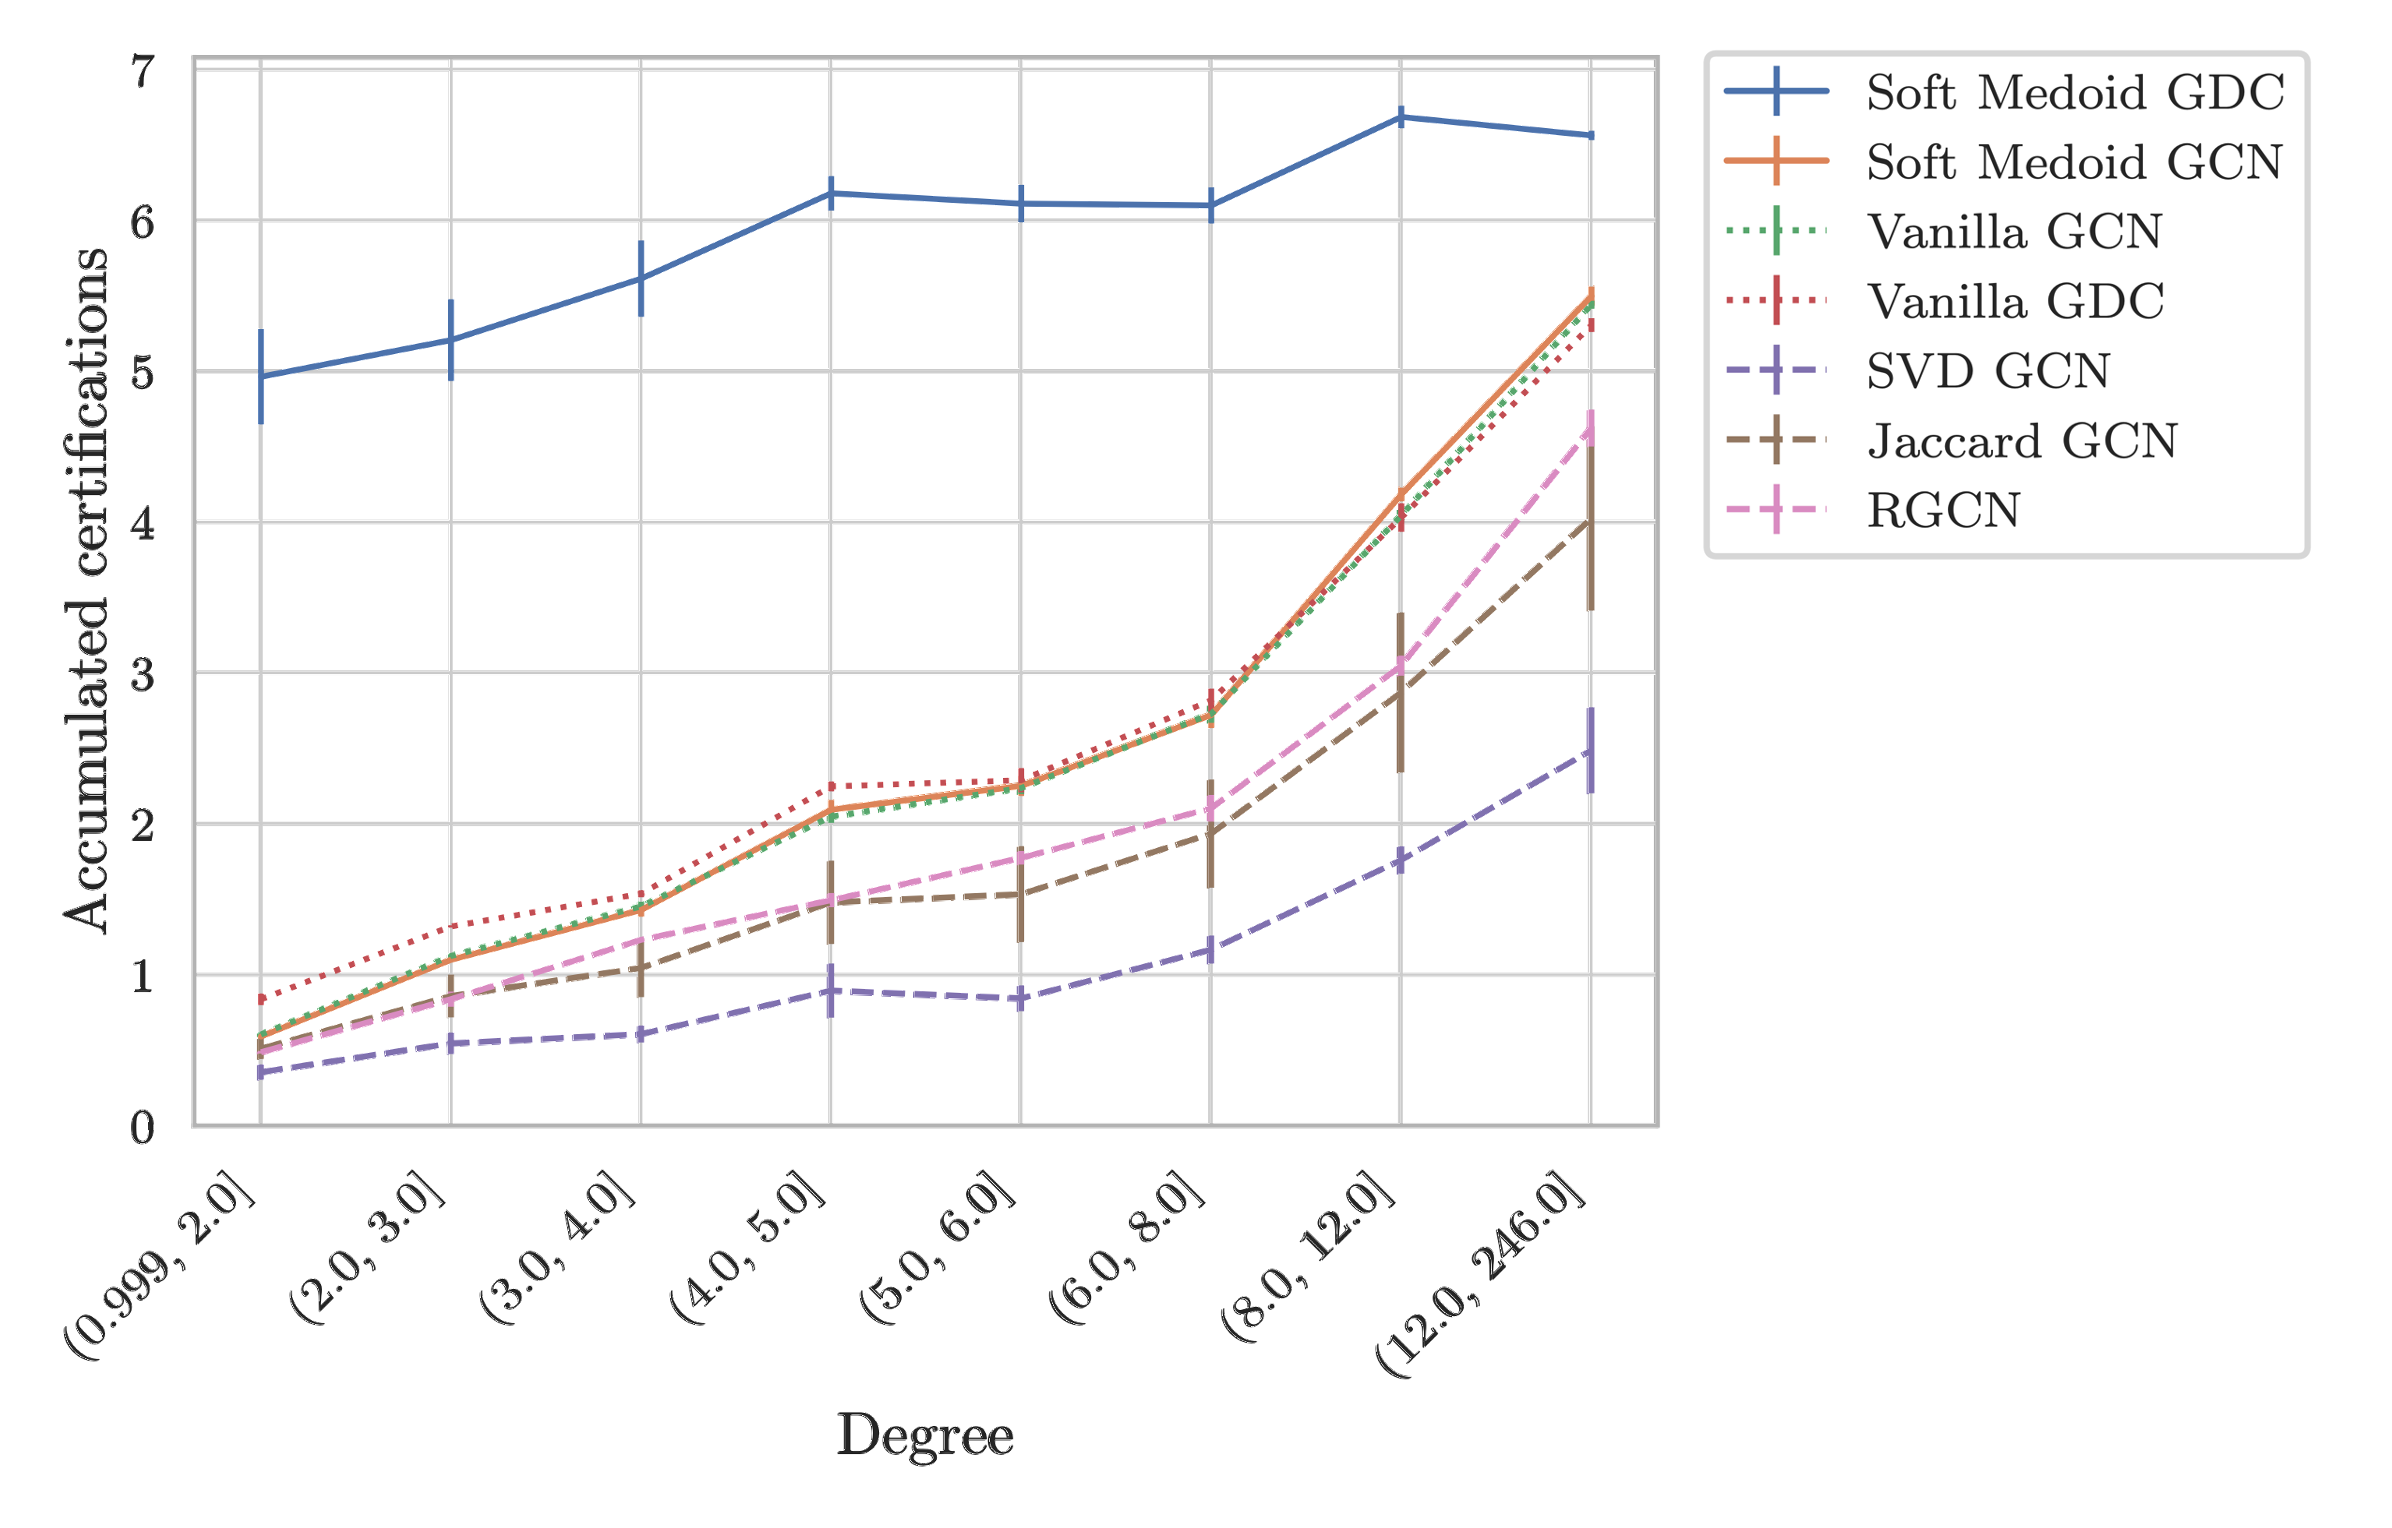 Accumulated certifications
7
6
5
4
3
2
1
0
(0.999, 2.0]
(2.0, 3.0]
(3.0, 4.0]
(4.0, 5.0]
(5.0, 6.0]
(6.0, 8.0]
(8.0, 12.0]
(12.0, 246.0]
Degree
Soft Medoid GDC
Soft Medoid GCN
Vanilla GCN
Vanilla GDC
SVD GCN
Jaccard GCN
RGCN